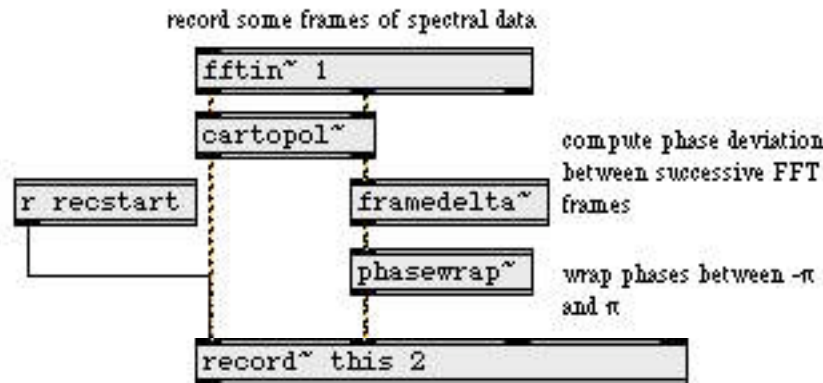 record some frames of spectral data
fftin~ 1
cartopol~
compute phase deviation
between successive FFT
frames
r recstart
framedelta~
phasewrap~
wrap phases between -π
and π
record~ this 2